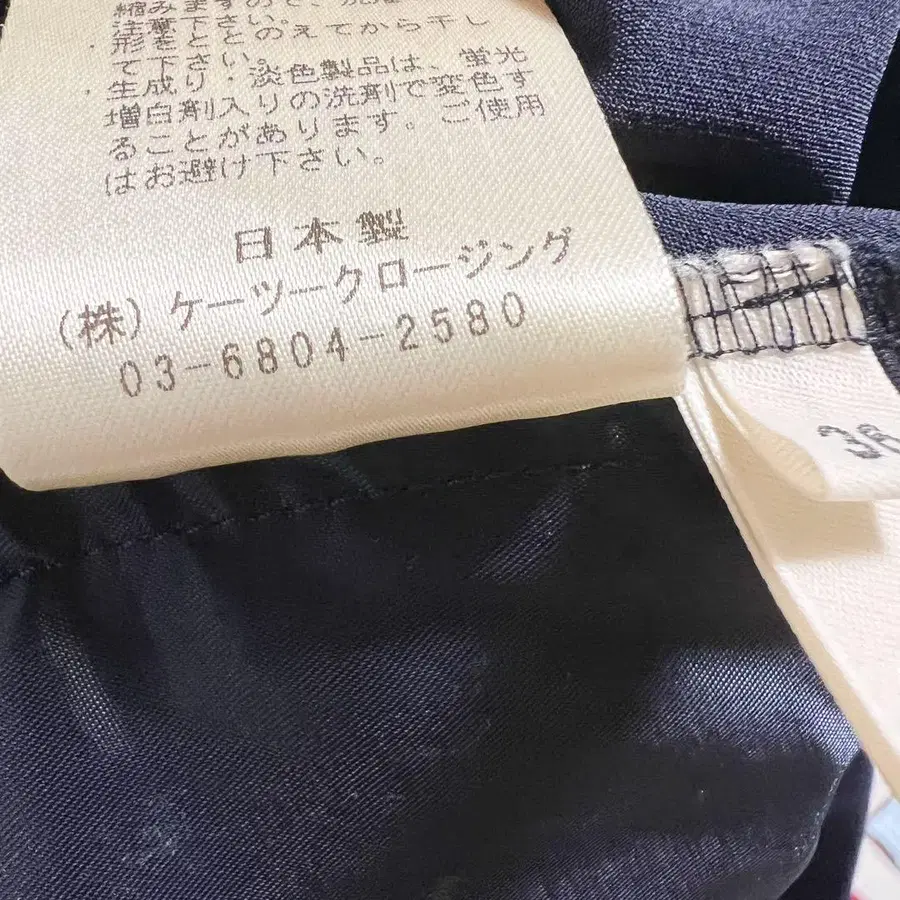 縮みますので、
注意下さい。
形をととのえてから干し
て下さい。
生成り・淡色製品は、蛍光
増白剤入りの洗剤で変色す
ることがあります。ご使用
はお避け下さい。
日本製
(株)ケーツークロージング
03-6804-2580